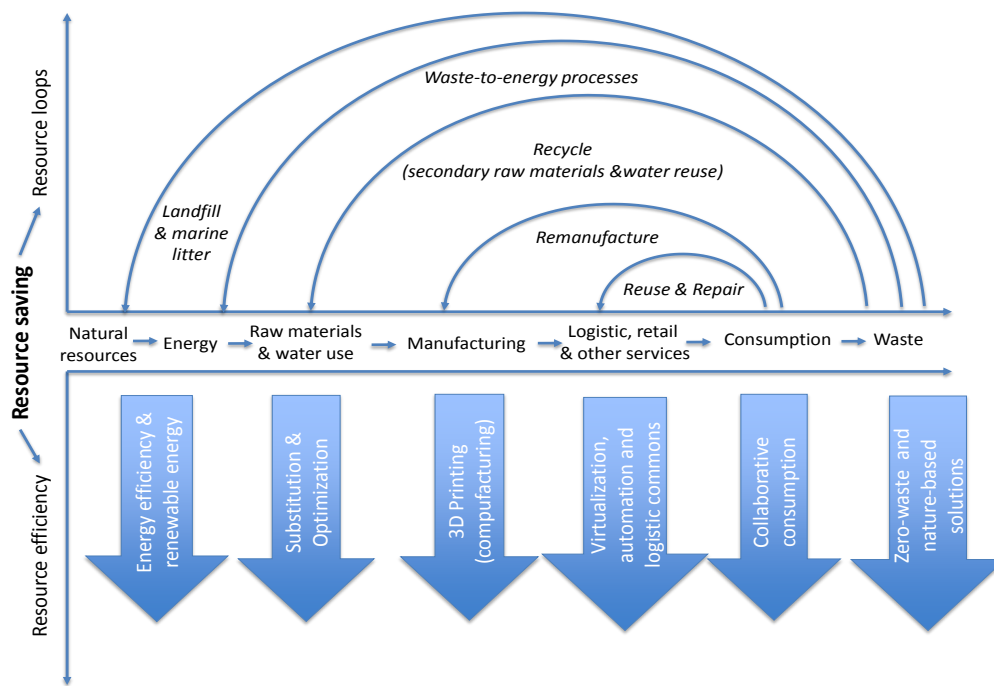 Resource loops
Resource saving
Resource efficiency
Waste-to-energy processes
Recycle
(secondary raw materials &water reuse)
Landfill
& marine
litter
Remanufacture
Reuse & Repair
Natural
resources
Energy
Raw materials
& water use
Manufacturing
Logistic, retail
& other services
Consumption
Waste
Energy efficiency &
renewable energy
Substitution &
Optimization
3D Printing
(compufacturing)
Virtualization,
automation and
logistic commons
Collaborative
consumption
Zero-waste and
nature-based
solutions